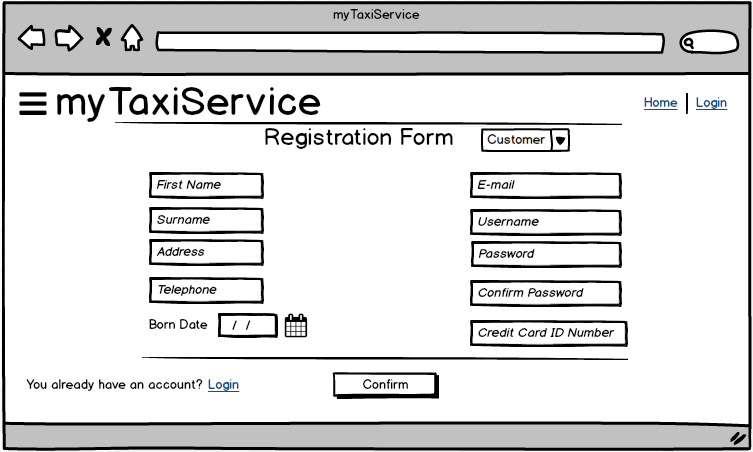 myTaxiService
myTaxiService
Home | Login
Registration Form
Customer
First Name
E-mail
Surname
Username
Address
Password
Telephone
Confirm Password
Born Date / /
Credit Card ID Number
You already have an account? Login
Confirm